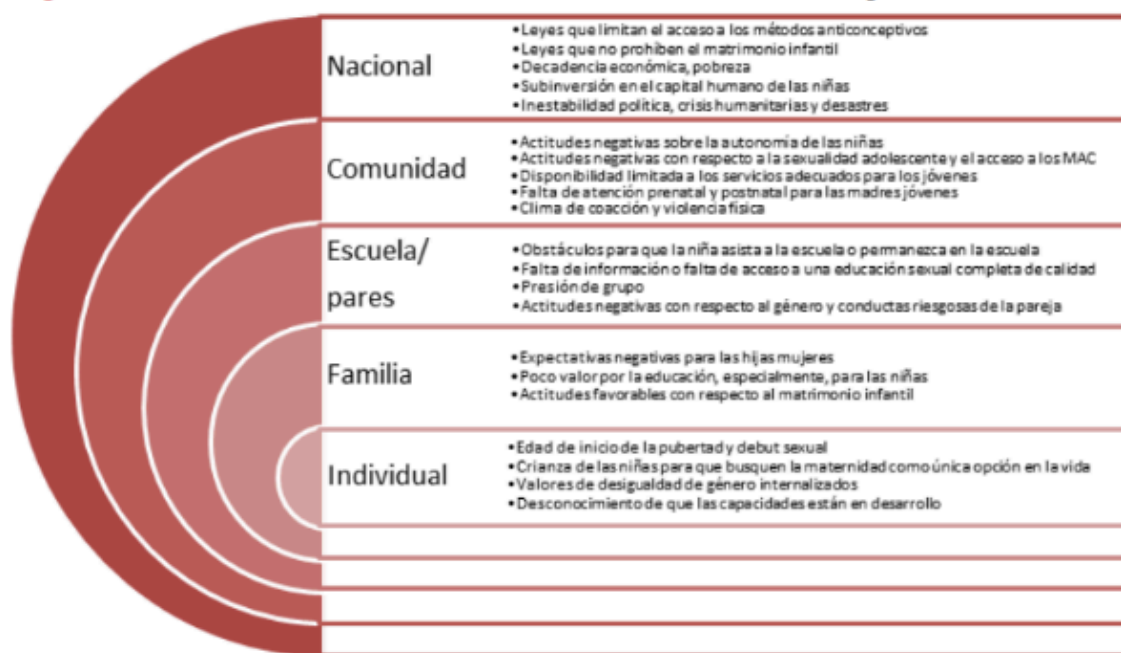 Nacional
•Leyes que limitan el acceso a los métodos anticonceptivos
•Leyes que no prohiben el matrimonio infantil
•Decadencia económica, pobreza
•Subinversión en el capital humano de las niñas
•Inestabilidad política, crisis humanitarias y desastres
Comunidad
•Actitudes negativas sobre la autonomía de las niñas
•Actitudes negativas con respecto a la sexualidad adolescente y el acceso a los MAC
•Disponibilidad limitada a los servicios adecuados para los jóvenes
•Falta de atención prenatal y postnatal para las madres jóvenes
•Clima de coacción y violencia física
Escuela/
pares
•Obstáculos para que la niña asista a la escuela o permanezca en la escuela
•Falta de información o falta de acceso a una educación sexual completa de calidad
•Presión de grupo
•Actitudes negativas con respecto al género y conductas riesgosas de la pareja
Familia
•Expectativas negativas para las hijas mujeres
•Poco valor por la educación, especialmente, para las niñas
•Actitudes favorables con respecto al matrimonio infantil
Individual
•Edad de inicio de la pubertad y debut sexual
•Crianza de las niñas para que busquen la maternidad como única opción en la vida
•Valores de desigualdad de género internalizados
•Desconocimiento de que las capacidades están en desarrollo